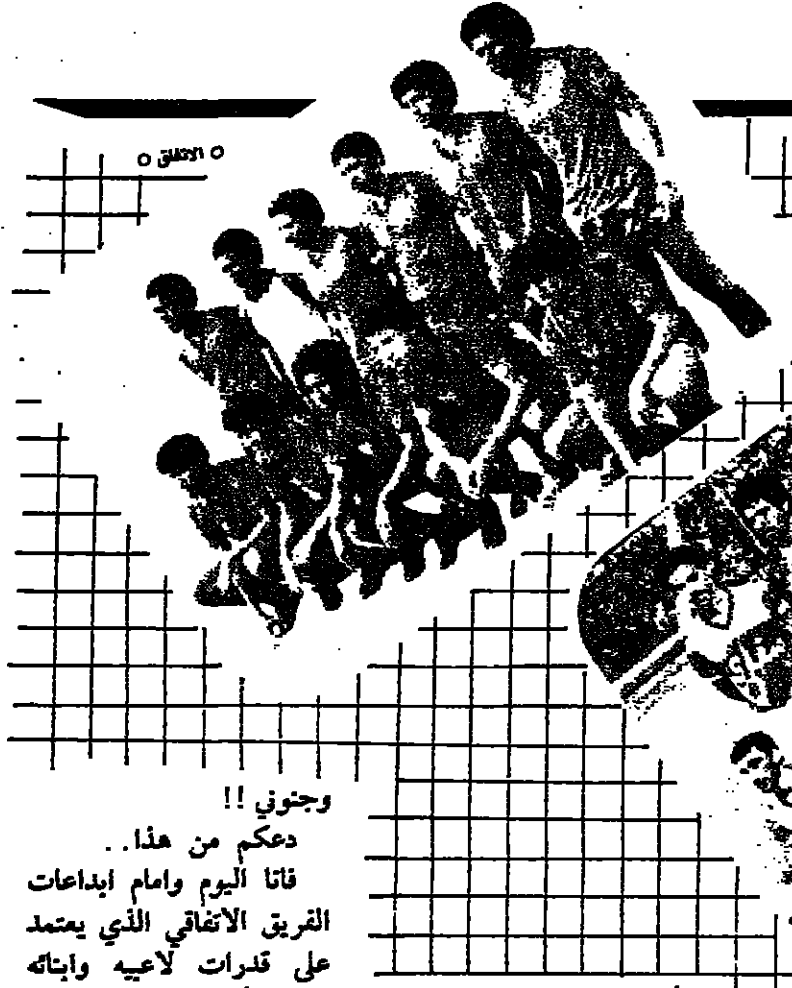 ○ الاتفاق ○
وجنوني !!
دعكم من هذا..
فانا اليوم وامام ابداعات
الفريق الاتفاقي الذي يعتمد
على قدرات لاعبيه وابنائه